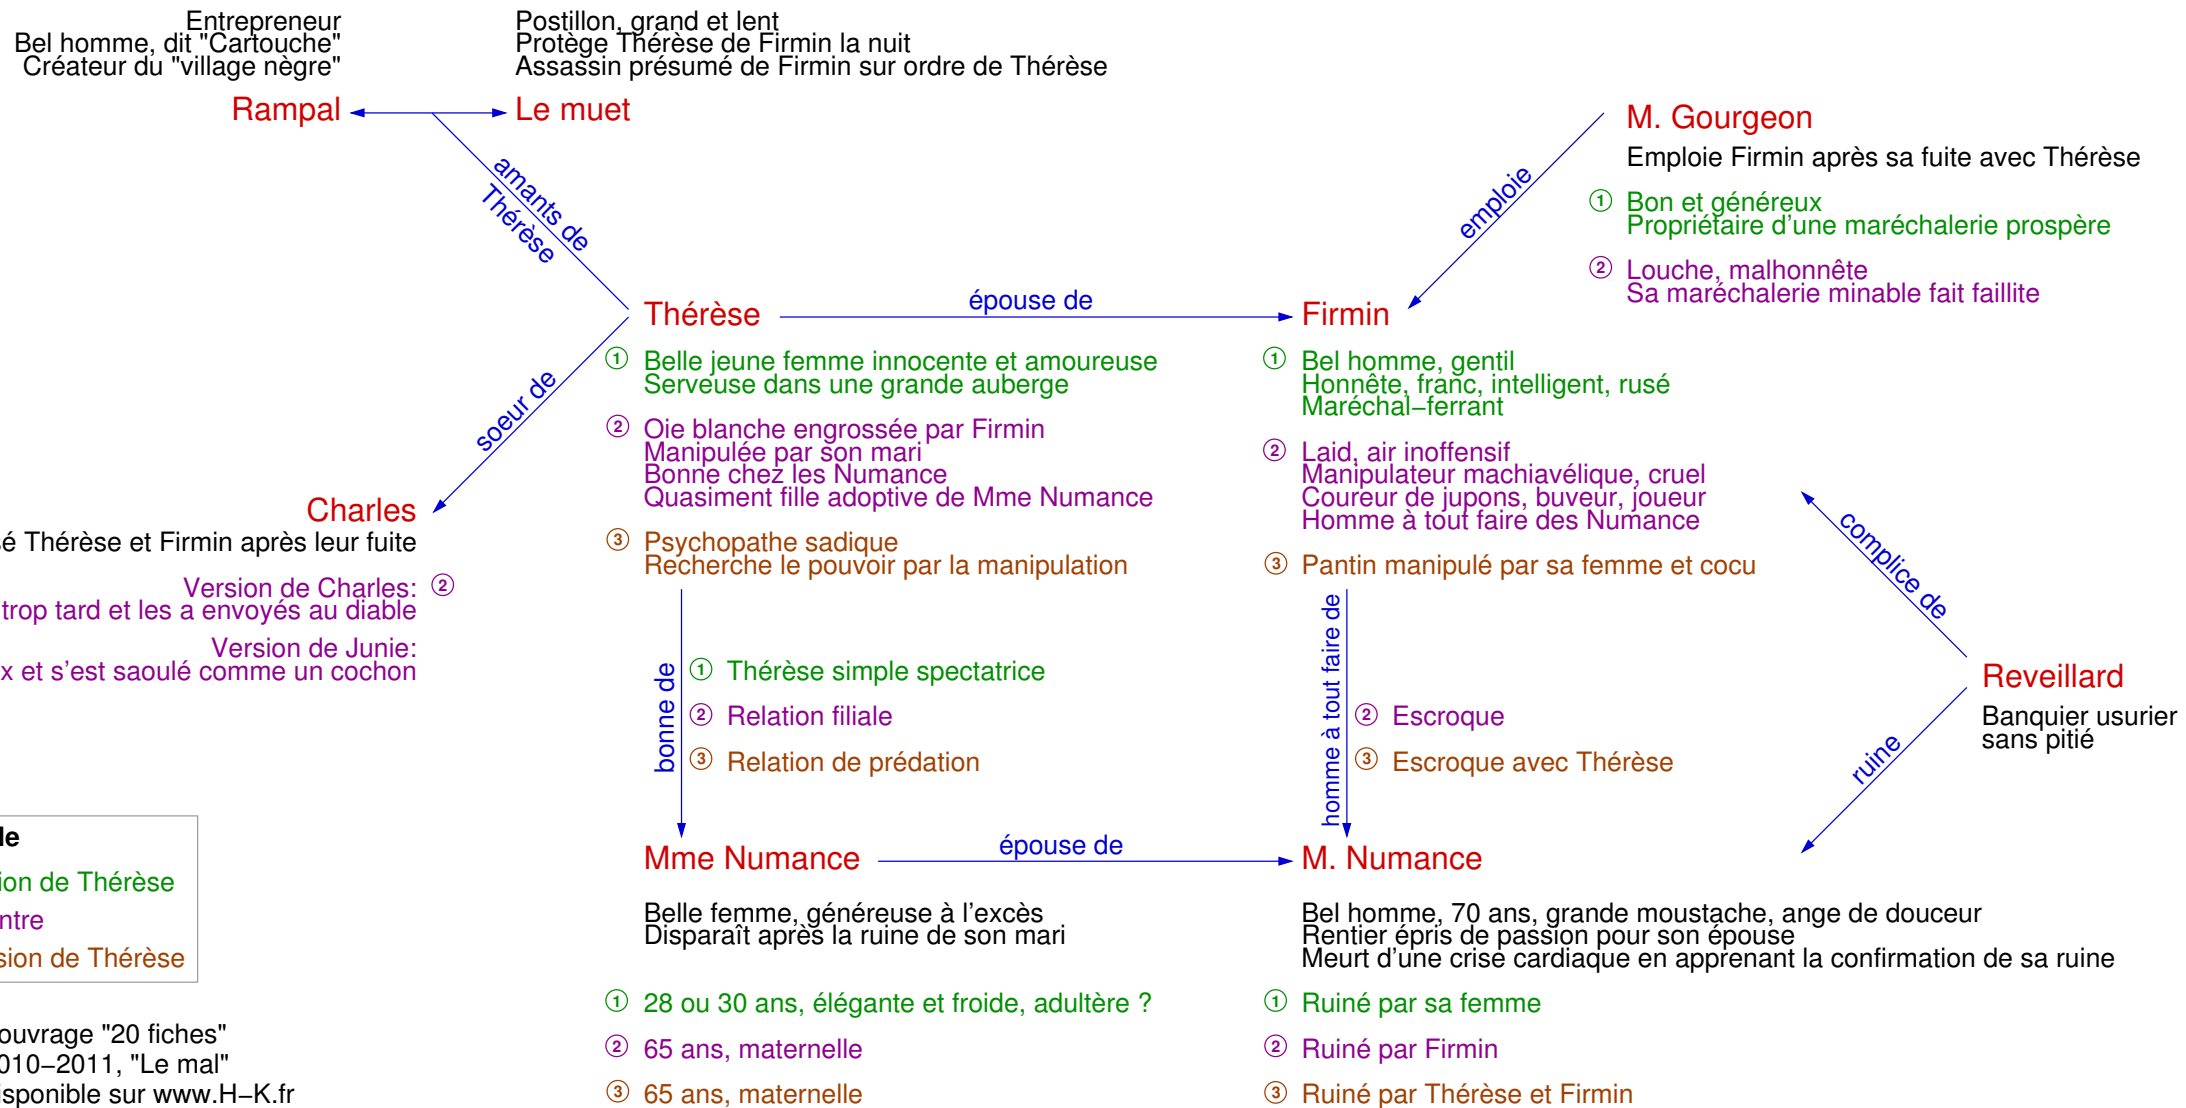 Entrepreneur
Bel homme, dit "Cartouche"
Créateur du "village nègre"
Rampal
Postillon, grand et lent
Protège Thérèse de Firmin la nuit
Assassin présumé de Firmin sur ordre de Thérèse
Le muet
amants de
Thérèse
M. Gourgeon
Emploie Firmin après sa fuite avec Thérèse
1 Bon et généreux
Propriétaire d'une maréchalerie prospère
2 Louche, malhonnête
Sa maréchalerie minable fait faillite
emploie
Thérèse
épouse de
Firmin
1 Belle jeune femme innocente et amoureuse
Serveuse dans une grande auberge
2 Oie blanche engrossée par Firmin
Manipulée par son mari
Bonne chez les Numance
Quasiment fille adoptive de Mme Numance
3 Psychopathe sadique
Recherche le pouvoir par la manipulation
1 Bel homme, gentil
Honnête, franc, intelligent, rusé
Maréchal–ferrant
2 Laid, air inoffensif
Manipulateur machiavélique, cruel
Coureur de jupons, buveur, joueur
Homme à tout faire des Numance
3 Pantin manipulé par sa femme et cocu
soeur de
Charles
Thérèse et Firmin après leur fuite
Version de Charles: 2
trop tard et les a envoyés au diable
Version de Junie:
et s'est saoulé comme un cochon
complice de
Reveillard
Banquier usurier
sans pitié
ruine
bonne de
1 Thérèse simple spectatrice
2 Relation filiale
3 Relation de prédation
homme à tout faire de
2 Escroque
3 Escroque avec Thérèse
Mme Numance
épouse de
M. Numance
Belle femme, généreuse à l'excès
Disparaît après la ruine de son mari
1 28 ou 30 ans, élégante et froide, adultère ?
2 65 ans, maternelle
3 65 ans, maternelle
Bel homme, 70 ans, grande moustache, ange de douceur
Rentier épris de passion pour son épouse
Meurt d'une crise cardiaque en apprenant la confirmation de sa ruine
1 Ruiné par sa femme
2 Ruiné par Firmin
3 Ruiné par Thérèse et Firmin
de Thérèse
de Thérèse
ouvrage "20 fiches"
010–2011, "Le mal"
isponible sur www.H–K.fr